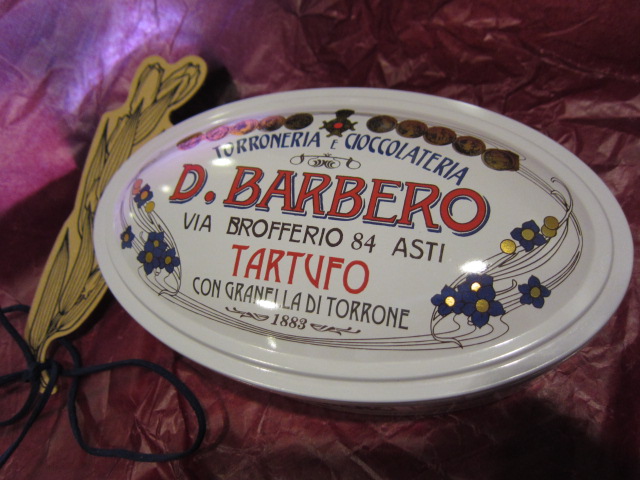 TORRONERIA E CIOCCOLATERIA
D. BARBERO
VIA BROFFERIO 84 ASTI
TARTUFO
CON GRANELLA DI TORRONE
1883